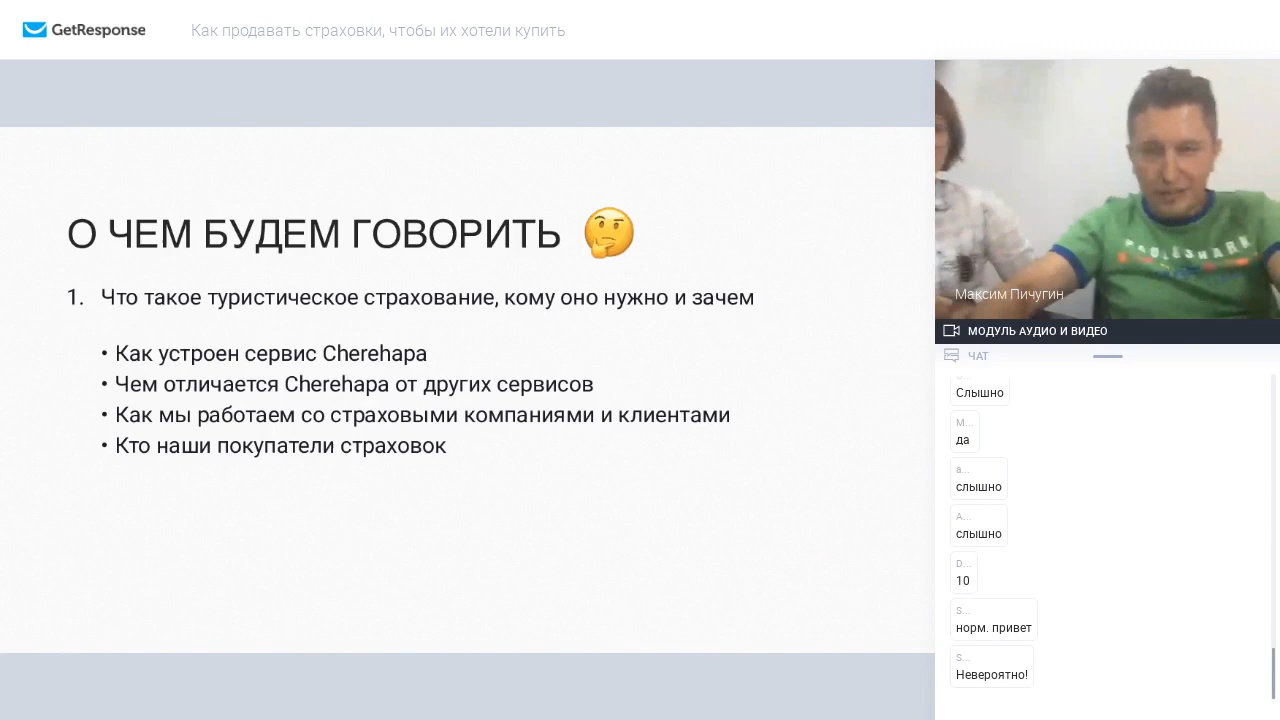 GetResponse
Как продавать страховки, чтобы их хотели купить
О ЧЕМ БУДЕМ ГОВОРИТЬ
1. Что такое туристическое страхование, кому оно нужно и зачем
• Как устроен сервис Cherehapa
• Чем отличается Cherehapa от других сервисов
• Как мы работаем со страховыми компаниями и клиентами
• Кто наши покупатели страховок
Максим Пичугин
МОДУЛЬ АУДИО И ВИДЕО
ЧАТ
Слышно
М...
да
а...
слышно
А...
слышно
D...
10
S...
норм. привет
S...
Невероятно!